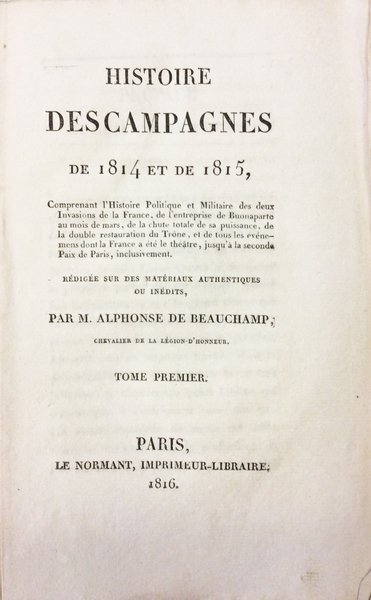 HISTOIRE
DES CAMPAGNES
DE 1814 ET DE 1815,
Comprenant l'Histoire Politique et Militaire des deux
Invasions de la France, de l'entreprise de Buonaparte
au mois de mars, de la chute totale de sa puissance, de
la double restauration du Trône, et de tous les événe-
mens dont la France a été le théâtre, jusqu'à la seconde
Paix de Paris, inclusivement.
RÉDIGÉE SUR DES MATÉRIAUX AUTHENTIQUES
OU INÉDITS,
PAR M. ALPHONSE DE BEAUCHAMP,
CHEVALIER DE LA LÉGION-D'HONNEUR.
TOME PREMIER.
PARIS,
LE NORMANT, IMPRIMEUR-LIBRAIRE,
1816.